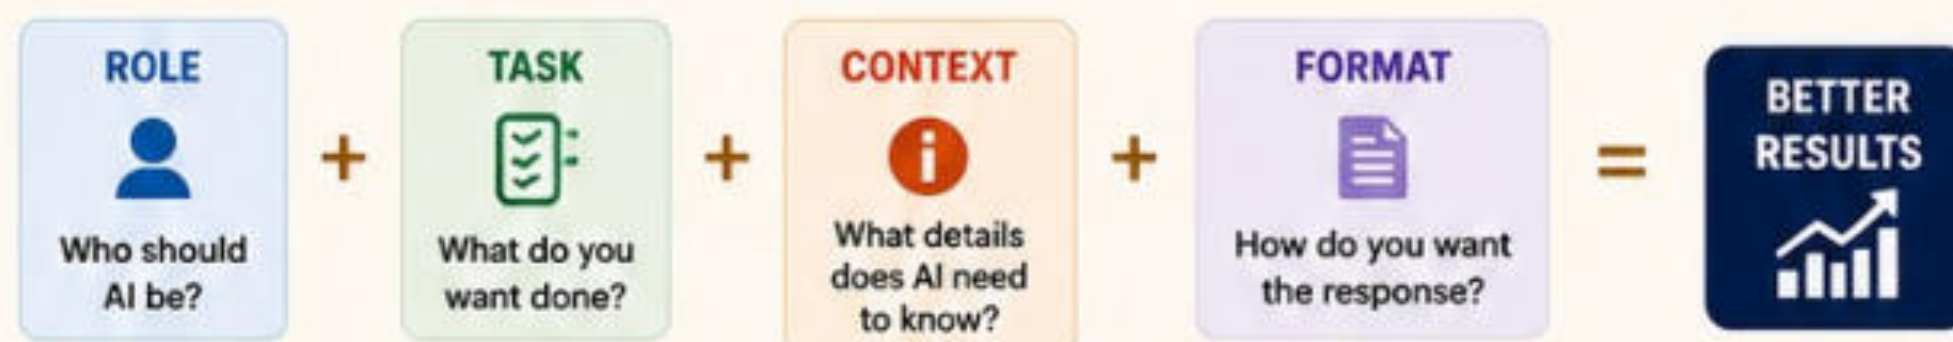 ROLE
Who should
AI be?
+
TASK
What do you
want done?
+
CONTEXT
i
What details
does AI need
to know?
+
FORMAT
How do you want
the response?
=
BETTER
RESULTS